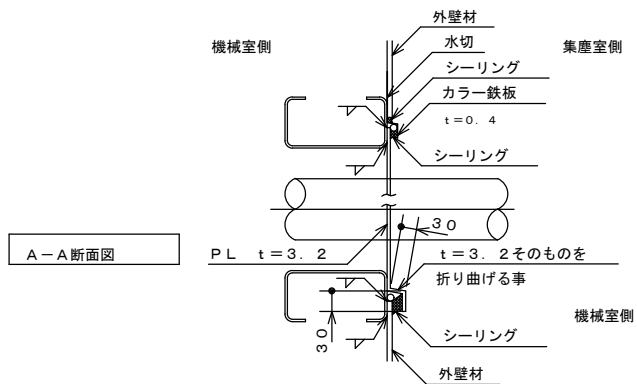 外壁材
機械室側
水切
集塵室側
シーリング
カラー鉄板
t＝0．4
シーリング
30
A－A断面図
PL t＝3．2
t＝3．2そのものを
折り曲げる事
機械室側
30
シーリング
外壁材